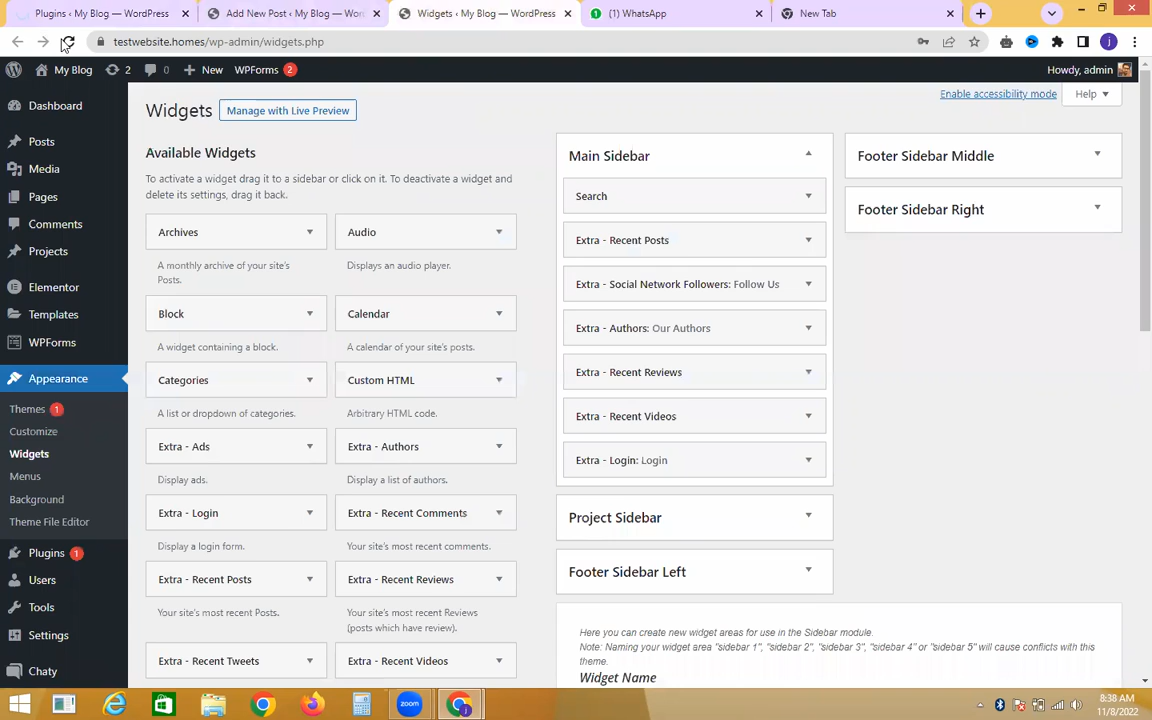 Plugins ‹ My Blog — WordPress
Add New Post ‹ My Blog — Wor
Widgets ‹ My Blog — WordPress
(1) WhatsApp
New Tab
testwebsite.homes/wp-admin/widgets.php
j
My Blog
2
0
New
WPForms 2
Howdy, admin
Dashboard
Posts
Media
Pages
Comments
Projects
Elementor
Templates
WPForms
Appearance
Themes 1
Customize
Widgets
Menus
Background
Theme File Editor
Plugins 1
Users
Tools
Settings
Chaty
Enable accessibility mode
Help
Widgets
Manage with Live Preview
Available Widgets
To activate a widget drag it to a sidebar or click on it. To deactivate a widget and
delete its settings, drag it back.
Archives
A monthly archive of your site's
Posts.
Audio
Displays an audio player.
Block
A widget containing a block.
Calendar
A calendar of your site's posts.
Categories
A list or dropdown of categories.
Custom HTML
Arbitrary HTML code.
Extra - Ads
Display ads.
Extra - Authors
Display a list of authors.
Extra - Login
Display a login form.
Extra - Recent Comments
Your site's most recent comments.
Extra - Recent Posts
Your site's most recent Posts.
Extra - Recent Reviews
Your site's most recent Reviews
(posts which have review).
Extra - Recent Tweets
Extra - Recent Videos
Main Sidebar
Search
Extra - Recent Posts
Extra - Social Network Followers: Follow Us
Extra - Authors: Our Authors
Extra - Recent Reviews
Extra - Recent Videos
Extra - Login: Login
Project Sidebar
Footer Sidebar Left
Footer Sidebar Middle
Footer Sidebar Right
Here you can create new widget areas for use in the Sidebar module.
Note: Naming your widget area "sidebar 1", "sidebar 2", "sidebar 3", "sidebar 4" or "sidebar 5" will cause conflicts with this
theme.
Widget Name
zoom
j
8:38 AM
11/8/2022